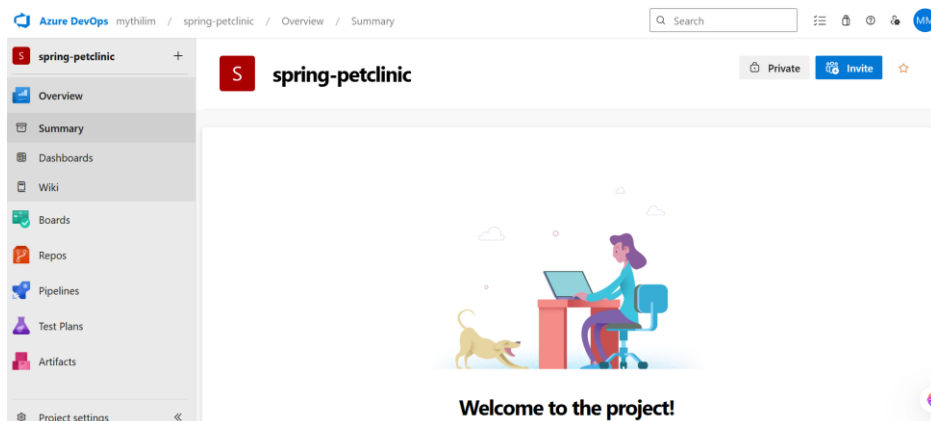 Azure DevOps mythilim / spring-petclinic / Overview / Summary
Search
MM
S spring-petclinic +
Overview
Summary
Dashboards
Wiki
Boards
Repos
Pipelines
Test Plans
Artifacts
Project settings
S spring-petclinic
Private
Invite
Welcome to the project!